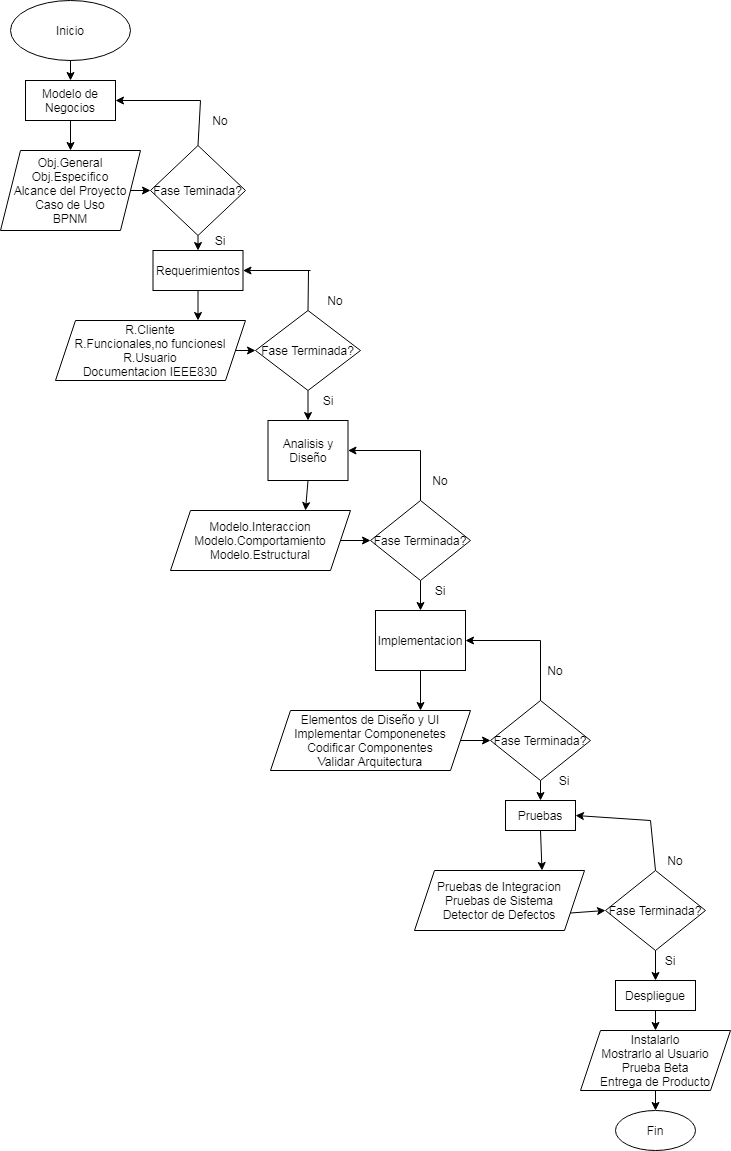 Inicio
Modelo de
Negocios
No
Obj.General
Obj.Especifico
Alcance del Proyecto
Caso de Uso
BPNM
Fase Teminada?
Si
Requerimientos
No
R.Cliente
R.Funcionales,no funcionesl
R.Usuario
Documentacion IEEE830
Fase Terminada?
Si
Analisis y
Diseño
No
Modelo.Interaccion
Modelo.Comportamiento
Modelo.Estructural
Fase Terminada?
Si
Implementacion
No
Elementos de Diseño y UI
Implementar Componenetes
Codificar Componentes
Validar Arquitectura
Fase Terminada?
Si
Pruebas
No
Pruebas de Integracion
Pruebas de Sistema
Detector de Defectos
Fase Terminada?
Si
Despliegue
Instalarlo
Mostrarlo al Usuario
Prueba Beta
Entrega de Producto
Fin